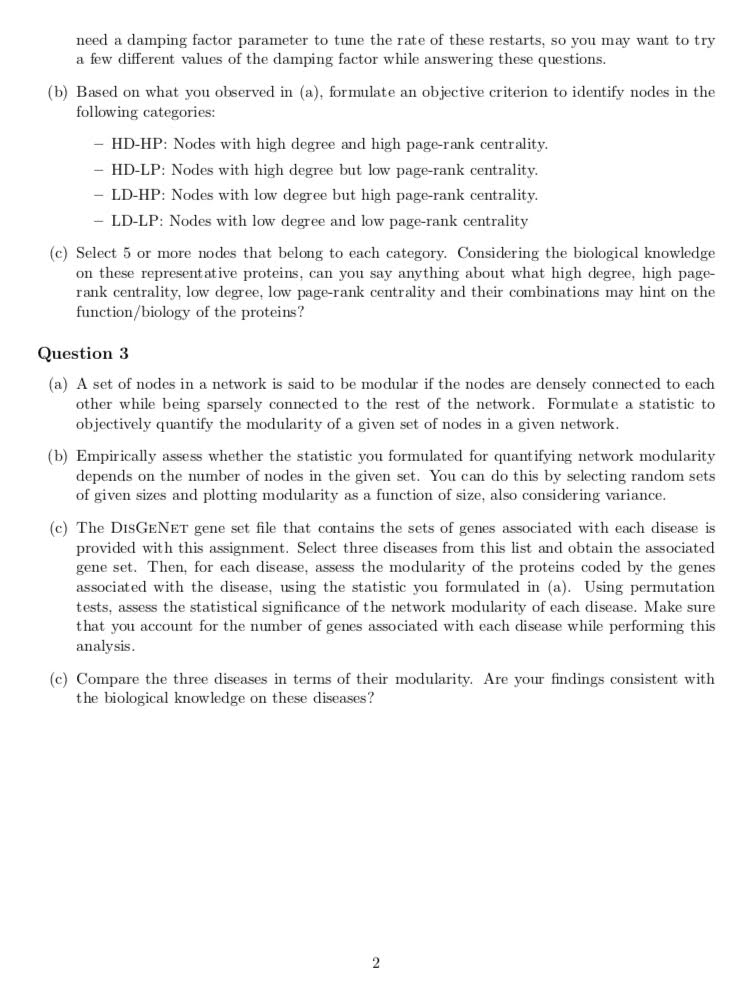 need a damping factor parameter to tune the rate of these restarts, so you may want to try
a few different values of the damping factor while answering these questions.
(b) Based on what you observed in (a), formulate an objective criterion to identify nodes in the
following categories:
– HD-HP: Nodes with high degree and high page-rank centrality.
– HD-LP: Nodes with high degree but low page-rank centrality.
– LD-HP: Nodes with low degree but high page-rank centrality.
– LD-LP: Nodes with low degree and low page-rank centrality
(c) Select 5 or more nodes that belong to each category. Considering the biological knowledge
on these representative proteins, can you say anything about what high degree, high page-
rank centrality, low degree, low page-rank centrality and their combinations may hint on the
function/biology of the proteins?
Question 3
(a) A set of nodes in a network is said to be modular if the nodes are densely connected to each
other while being sparsely connected to the rest of the network. Formulate a statistic to
objectively quantify the modularity of a given set of nodes in a given network.
(b) Empirically assess whether the statistic you formulated for quantifying network modularity
depends on the number of nodes in the given set. You can do this by selecting random sets
of given sizes and plotting modularity as a function of size, also considering variance.
(c) The DISGENET gene set file that contains the sets of genes associated with each disease is
provided with this assignment. Select three diseases from this list and obtain the associated
gene set. Then, for each disease, assess the modularity of the proteins coded by the genes
associated with the disease, using the statistic you formulated in (a). Using permutation
tests, assess the statistical significance of the network modularity of each disease. Make sure
that you account for the number of genes associated with each disease while performing this
analysis.
(c) Compare the three diseases in terms of their modularity. Are your findings consistent with
the biological knowledge on these diseases?
2